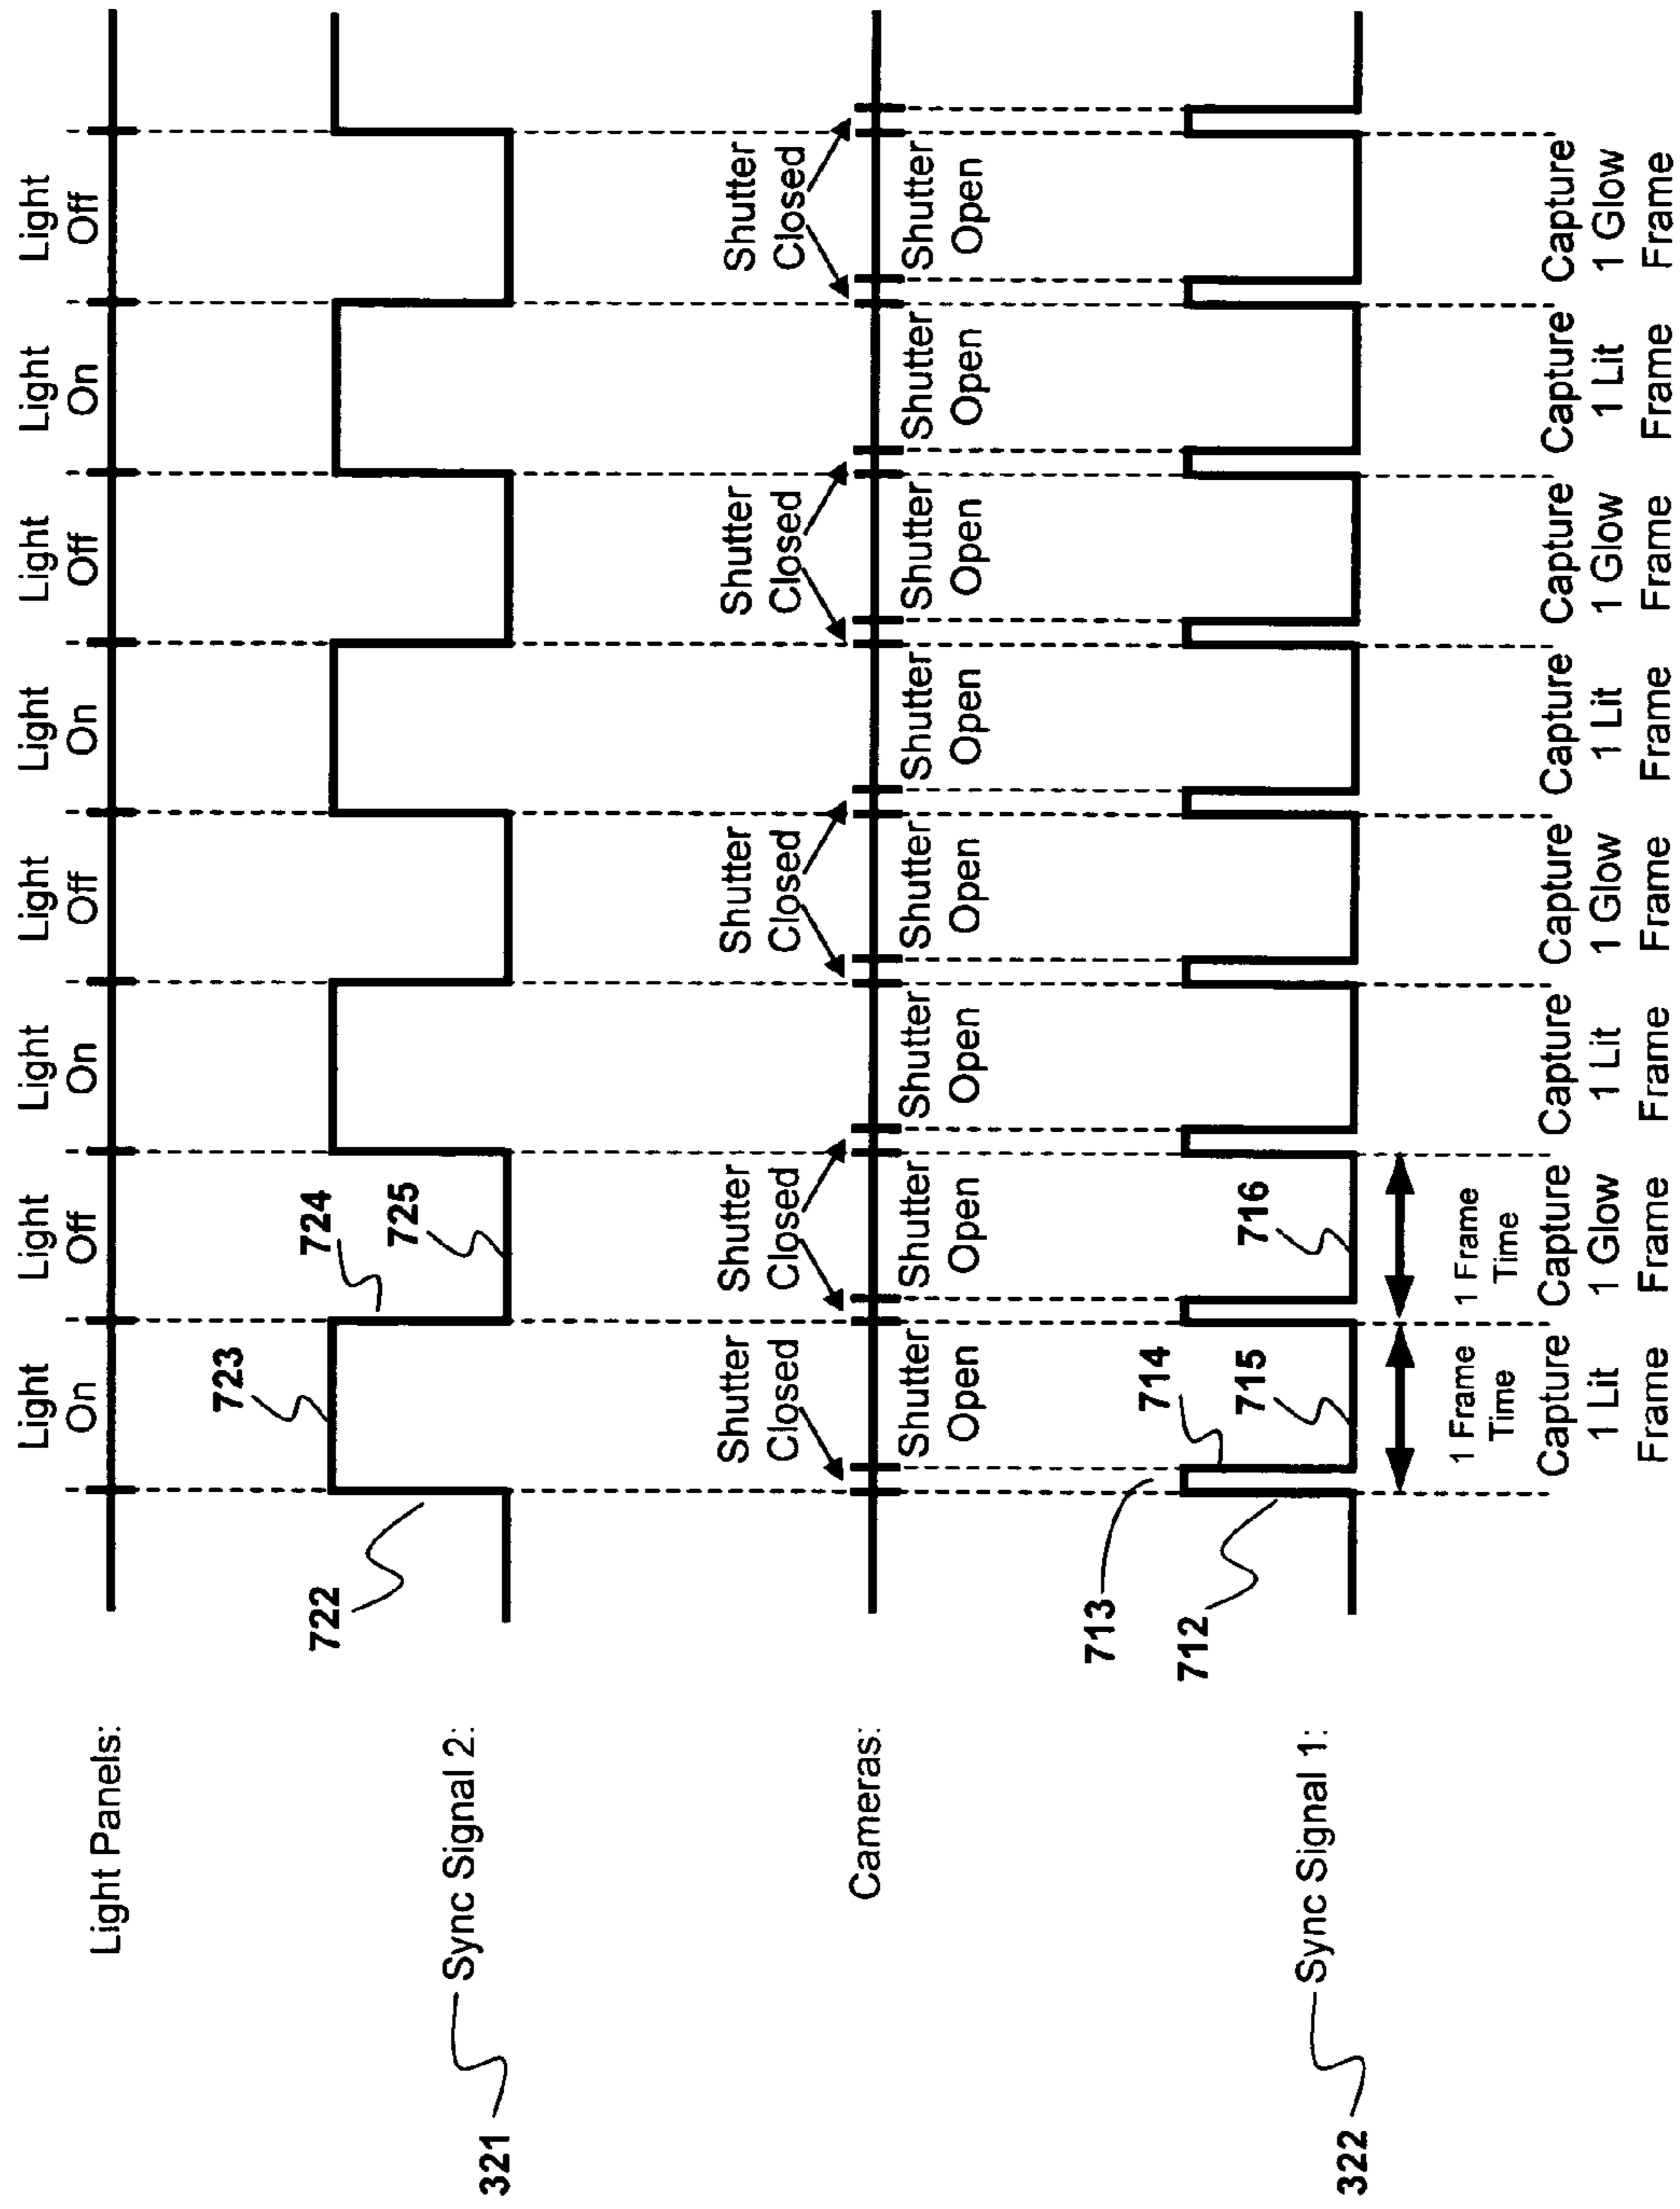 Light Panels:
Light
On
Light
Off
Light
On
Light
Off
Light
On
Light
Off
Light
On
Light
Off
321
Sync Signal 2:
722
723
724
725
Cameras:
Shutter
Closed
Shutter
Closed
Shutter
Closed
Shutter
Closed
Shutter
Closed
Shutter
Open
Shutter
Open
Shutter
Open
Shutter
Open
Shutter
Open
Shutter
Open
Shutter
Open
Shutter
Open
322
Sync Signal 1:
713
712
714
715
716
1 Frame
Time
1 Frame
Time
Capture
1 Lit
Frame
Capture
1 Glow
Frame
Capture
1 Lit
Frame
Capture
1 Glow
Frame
Capture
1 Lit
Frame
Capture
1 Glow
Frame
Capture
1 Lit
Frame
Capture
1 Glow
Frame